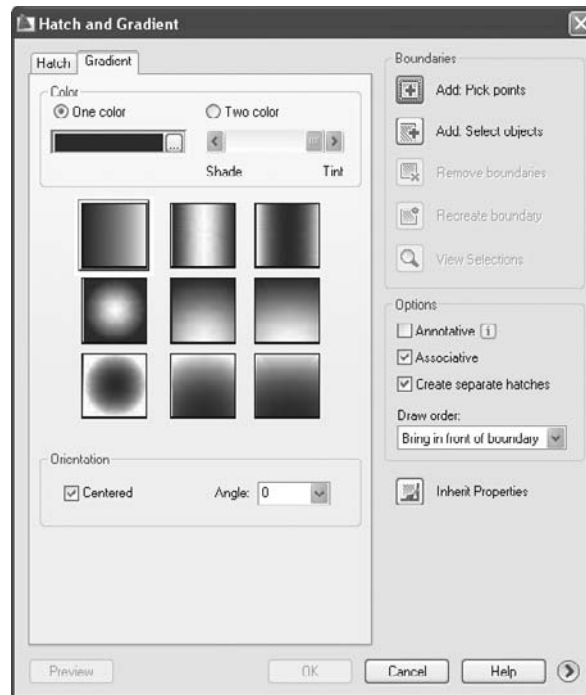 Hatch and Gradient
Hatch
Gradient
Color
One color
Two color
...
Shade
Tint
Orientation
Centered
Angle: 0
Boundaries
Add: Pick points
Add: Select objects
Remove boundaries
Recreate boundary
View Selections
Options
Annotative
Associative
Create separate hatches
Draw order:
Bring in front of boundary
Inherit Properties
Preview
OK
Cancel
Help